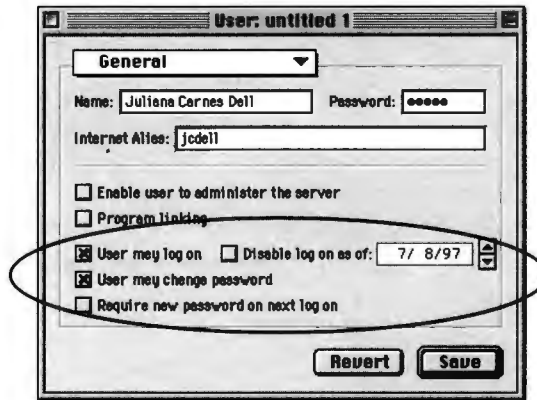 User: untitled 1
General
Name: Juliana Carnes Dell Password: •••••
Internet Alias: jcdell
Enable user to administer the server
Program linking
User may log on Disable log on as of: 7/ 8/97
User may change password
Require new password on next log on
Revert Save